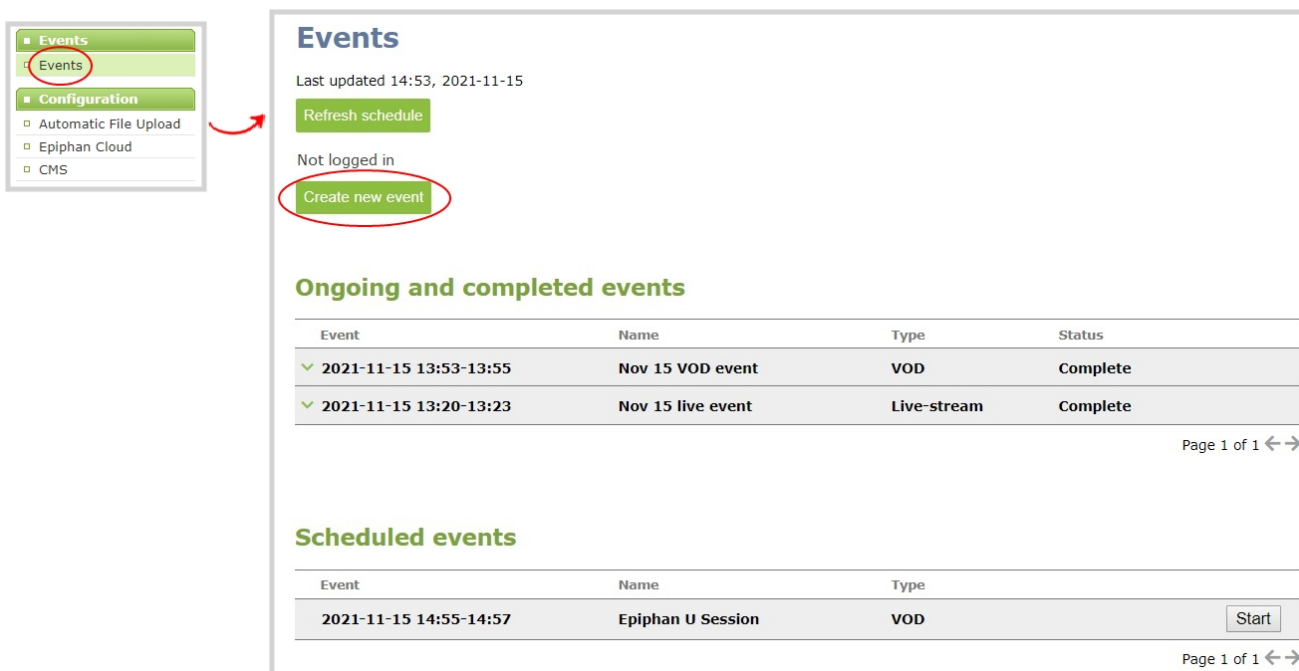 Events
Events
Configuration
Automatic File Upload
Epiphan Cloud
CMS
Events
Last updated 14:53, 2021-11-15
Refresh schedule
Not logged in
Create new event
Ongoing and completed events
Event Name Type Status
2021-11-15 13:53-13:55 Nov 15 VOD event VOD Complete
2021-11-15 13:20-13:23 Nov 15 live event Live-stream Complete
Page 1 of 1
Scheduled events
Event Name Type
2021-11-15 14:55-14:57 Epiphan U Session VOD Start
Page 1 of 1